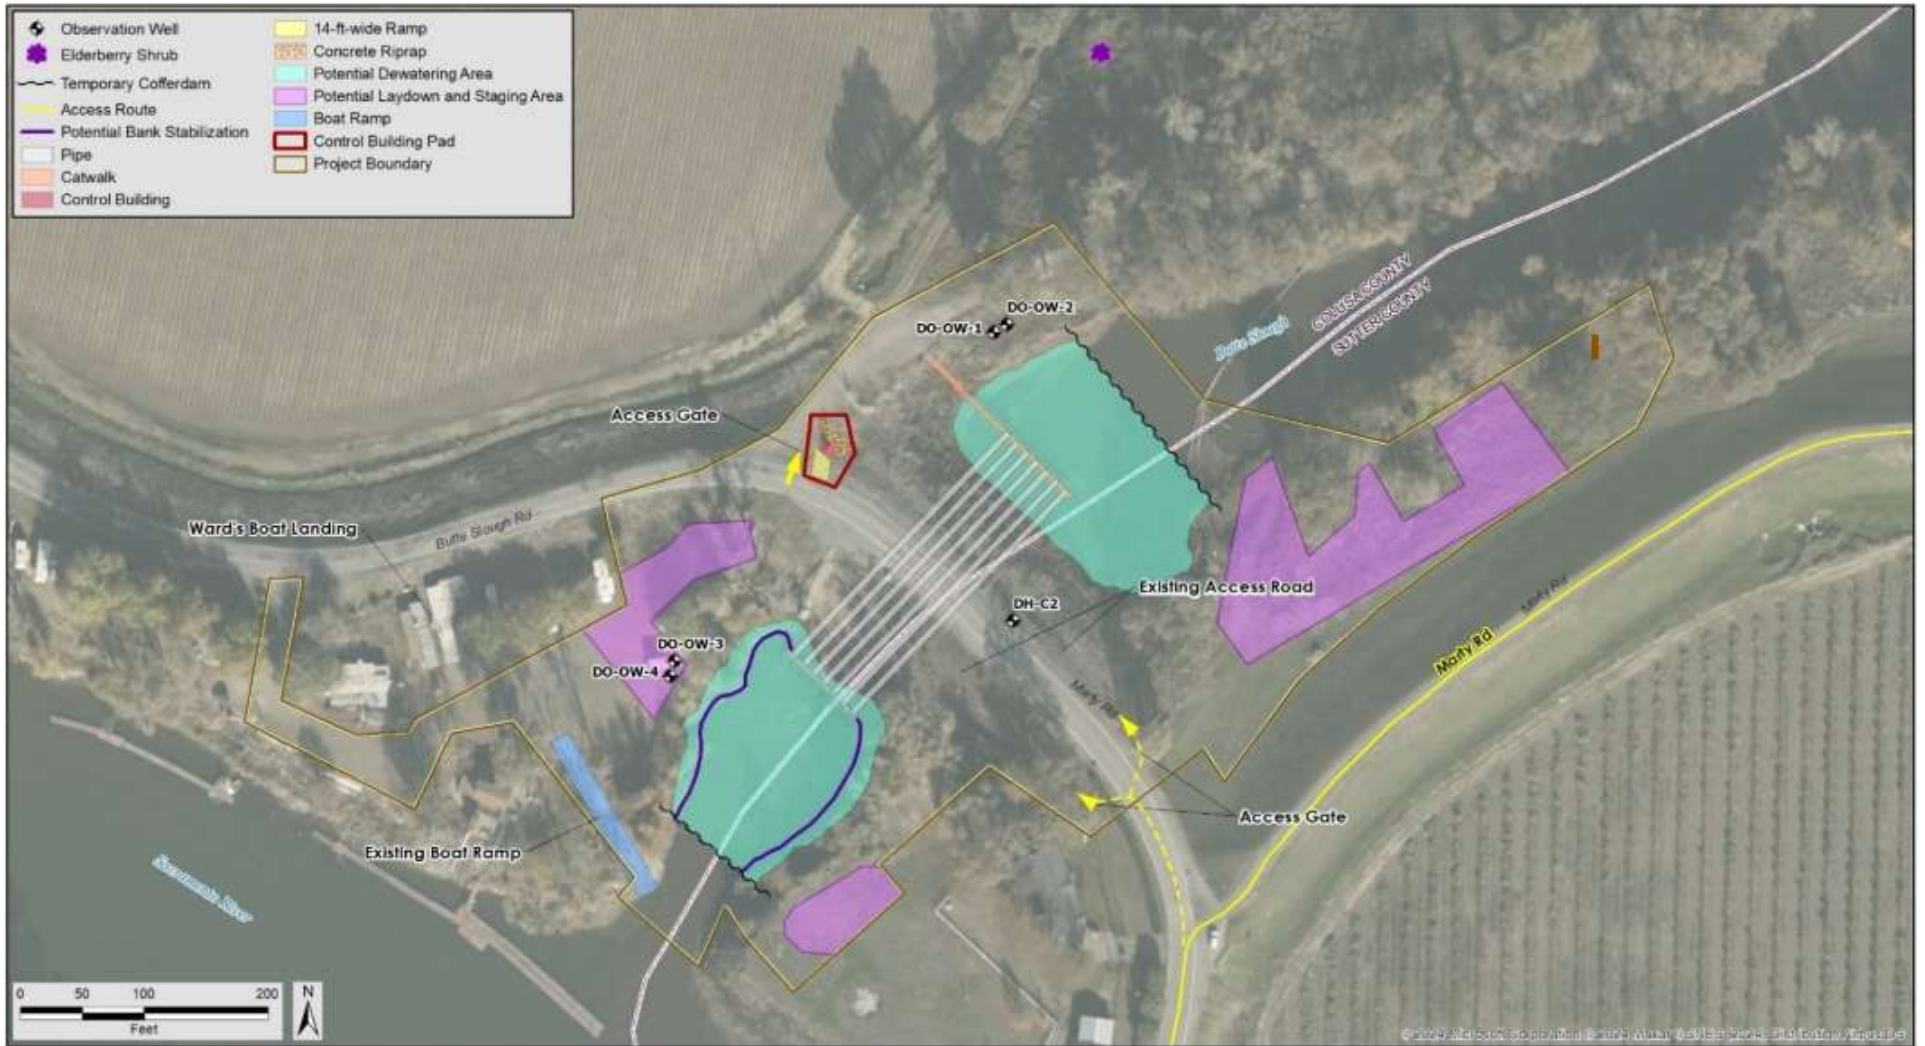 Observation Well
Elderberry Shrub
Temporary Cofferdam
Access Route
Potential Bank Stabilization
Pipe
Catwalk
Control Building
14-ft-wide Ramp
Concrete Riprap
Potential Dewatering Area
Potential Laydown and Staging Area
Boat Ramp
Control Building Pad
Project Boundary
COLUSA COUNTY
SUTTER COUNTY
Butte Slough
DO-OW-2
DO-OW-1
Access Gate
Ward's Boat Landing
Butte Slough Rd
Existing Access Road
DH-C2
Marty Rd
Marty Rd
DO-OW-3
DO-OW-4
Marty Rd
Access Gate
Existing Boat Ramp
Sacramento River
0 50 100 200
Feet
N